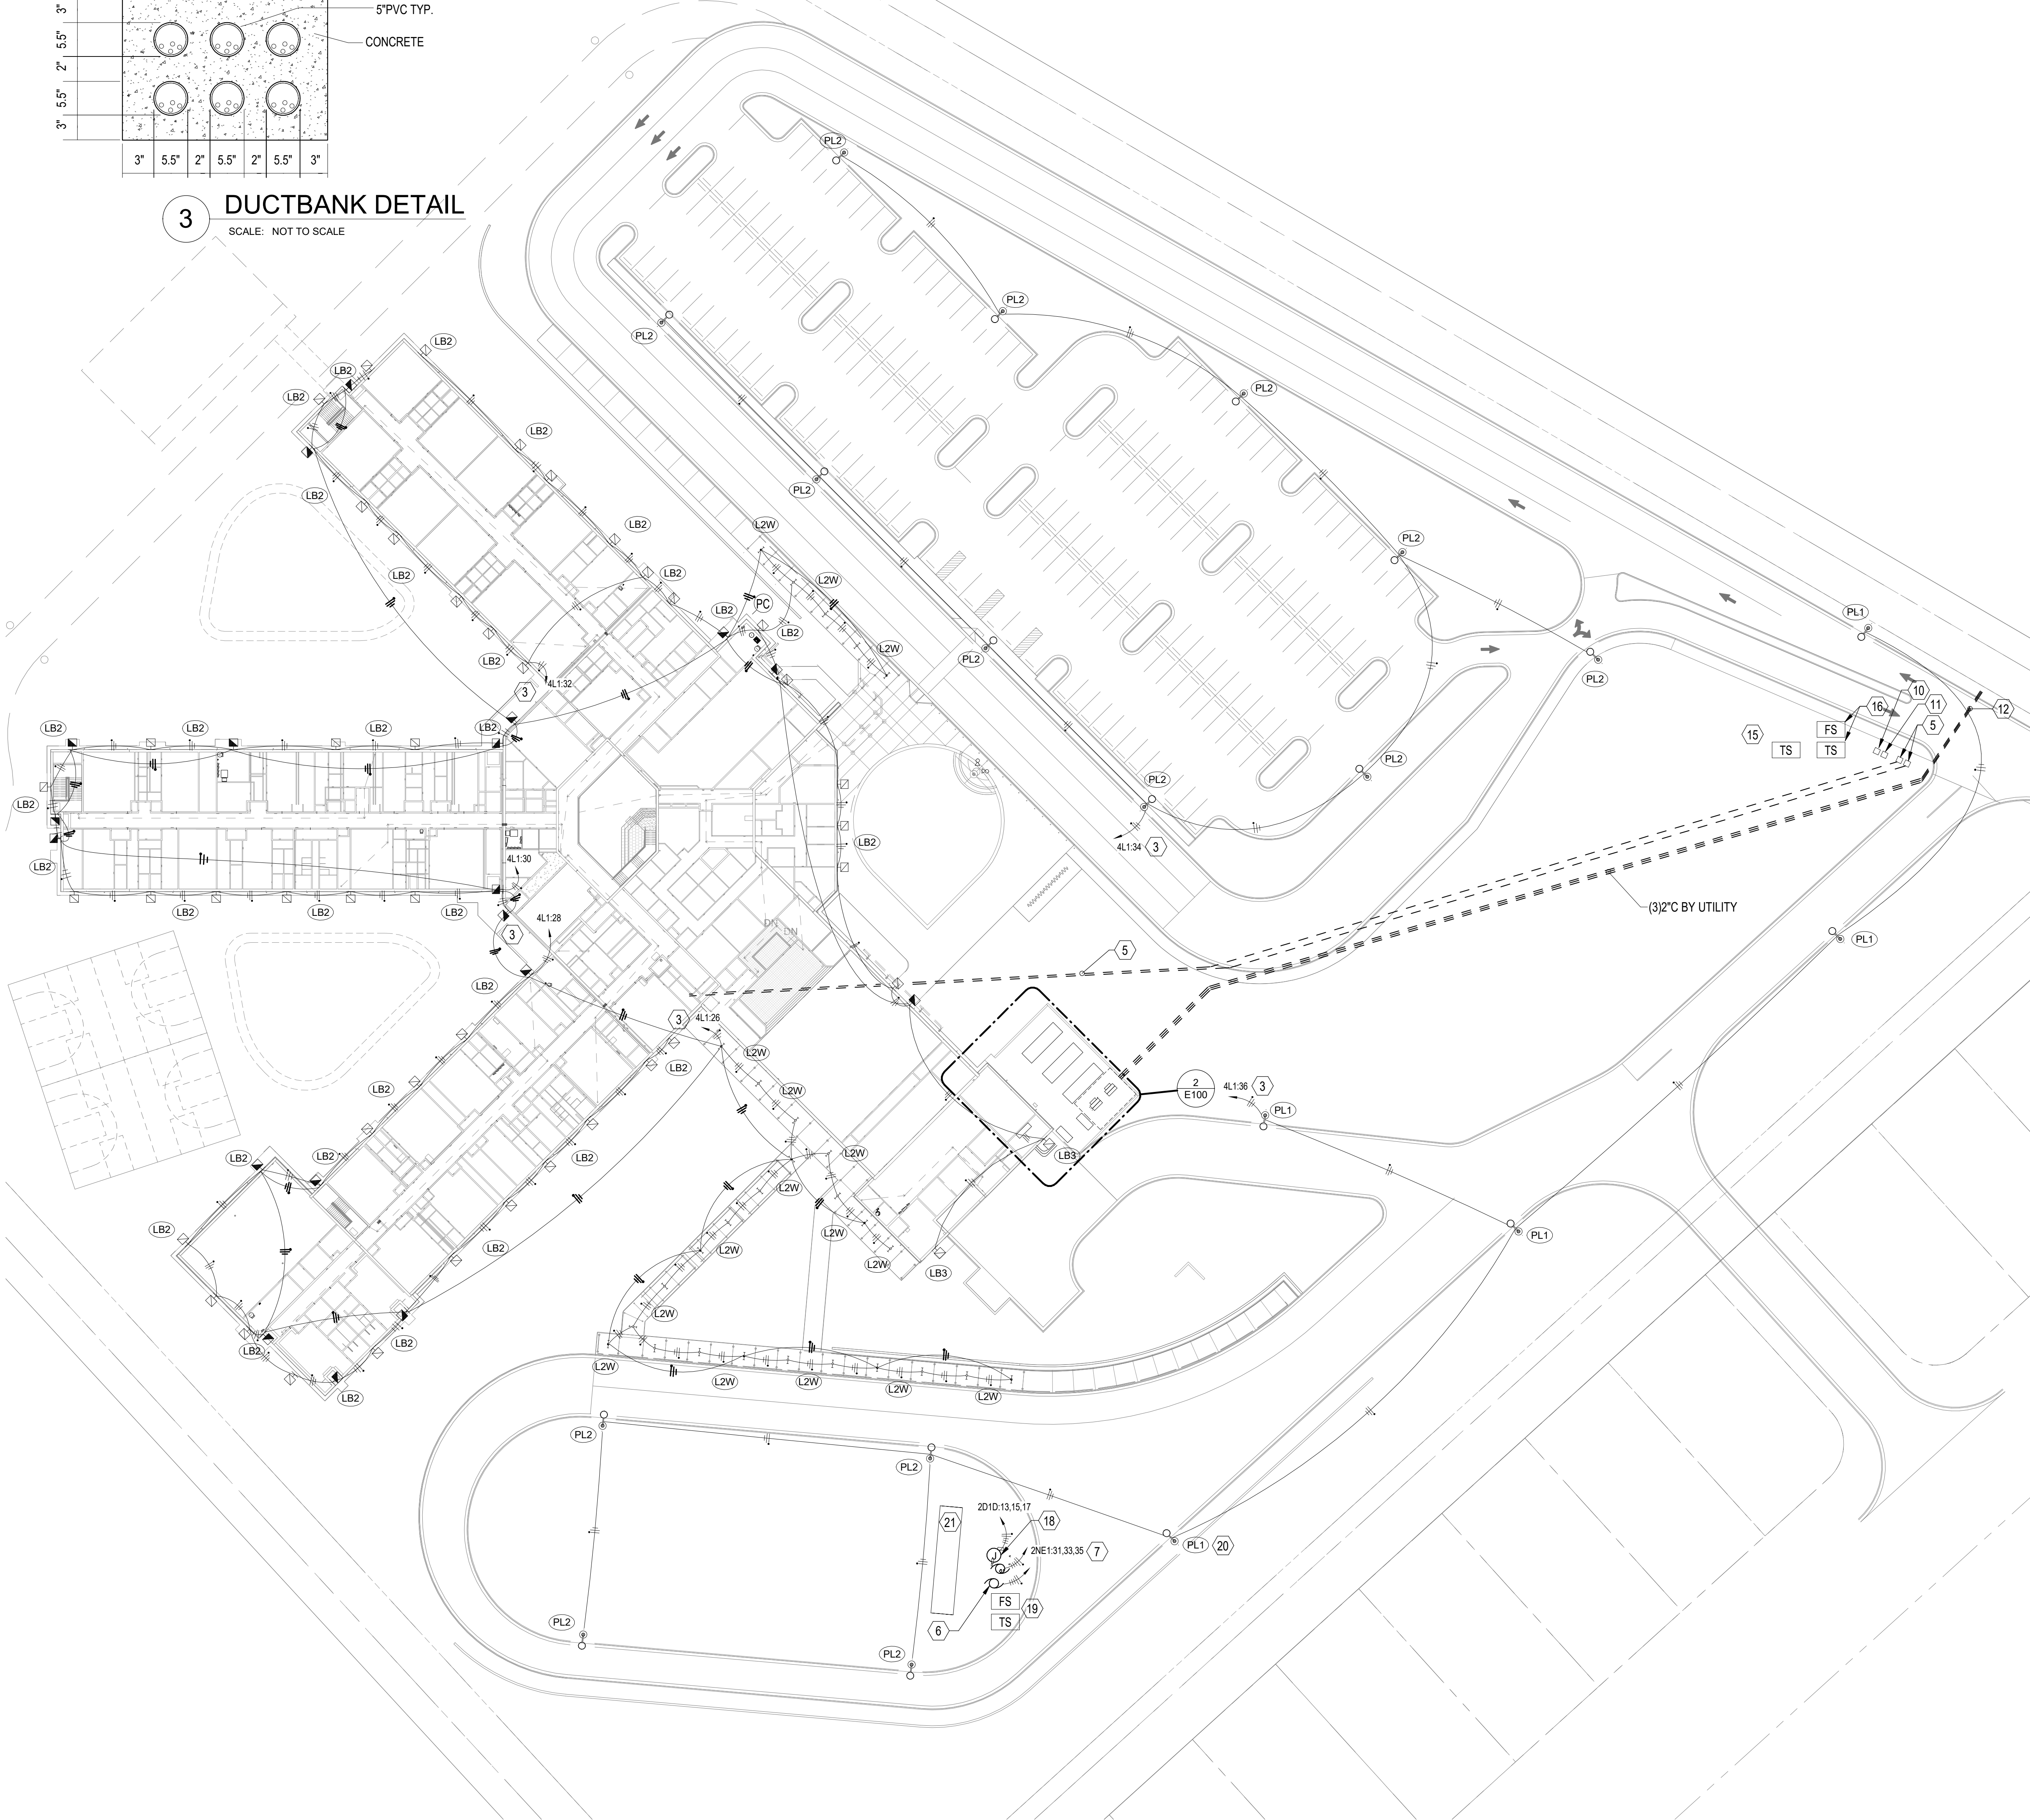 3"
5"PVC TYP.
5.5"
CONCRETE
2"
5.5"
3"
3" 5.5" 2" 5.5" 2" 5.5" 3"
3 DUCTBANK DETAIL
SCALE: NOT TO SCALE
PL2
PL2
PL2
LB2
LB2
PL2
LB2
LB2
PL2
LB2
L2W
LB2
PL2
LB2
LB2
L2W
PC
LB2
PL1
LB2
L2W
LB2
PL2
4L1:32
3
PL2
10
11
16
5
12
15
FS
TS
TS
LB2
LB2
LB2
LB2
PL2
PL2
LB2
4L1:34 3
LB2
4L1:30
LB2
LB2
LB2
LB2
4L1:28
3
(3)2"C BY UTILITY
DN
DN
PL1
5
LB2
3 4L1:26
L2W
LB2
LB2
L2W
2
E100
4L1:36 3
PL1
LB2
LB2
LB2
L2W
LB3
L2W
LB2
L2W
PL1
LB2
L2W
L2W
LB3
L2W
LB2
LB2
L2W
L2W
L2W
L2W
L2W
LB2
PL2
PL2
2D1D:13,15,17
21
18
J
2NE1:31,33,35 7
PL1 20
FS
19
TS
6
PL2
PL2